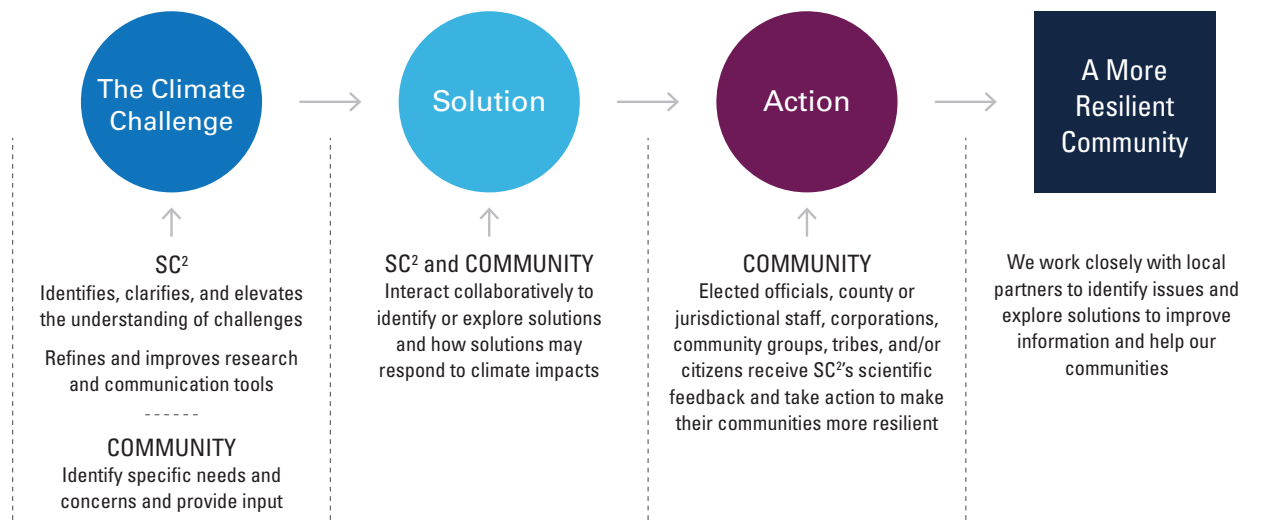 The Climate
Challenge
Solution
Action
A More
Resilient
Community
SC²
Identifies, clarifies, and elevates
the understanding of challenges
Refines and improves research
and communication tools
COMMUNITY
Identify specific needs and
concerns and provide input
SC² and COMMUNITY
Interact collaboratively to
identify or explore solutions
and how solutions may
respond to climate impacts
COMMUNITY
Elected officials, county or
jurisdictional staff, corporations,
community groups, tribes, and/or
citizens receive SC²’s scientific
feedback and take action to make
their communities more resilient
We work closely with local
partners to identify issues and
explore solutions to improve
information and help our
communities